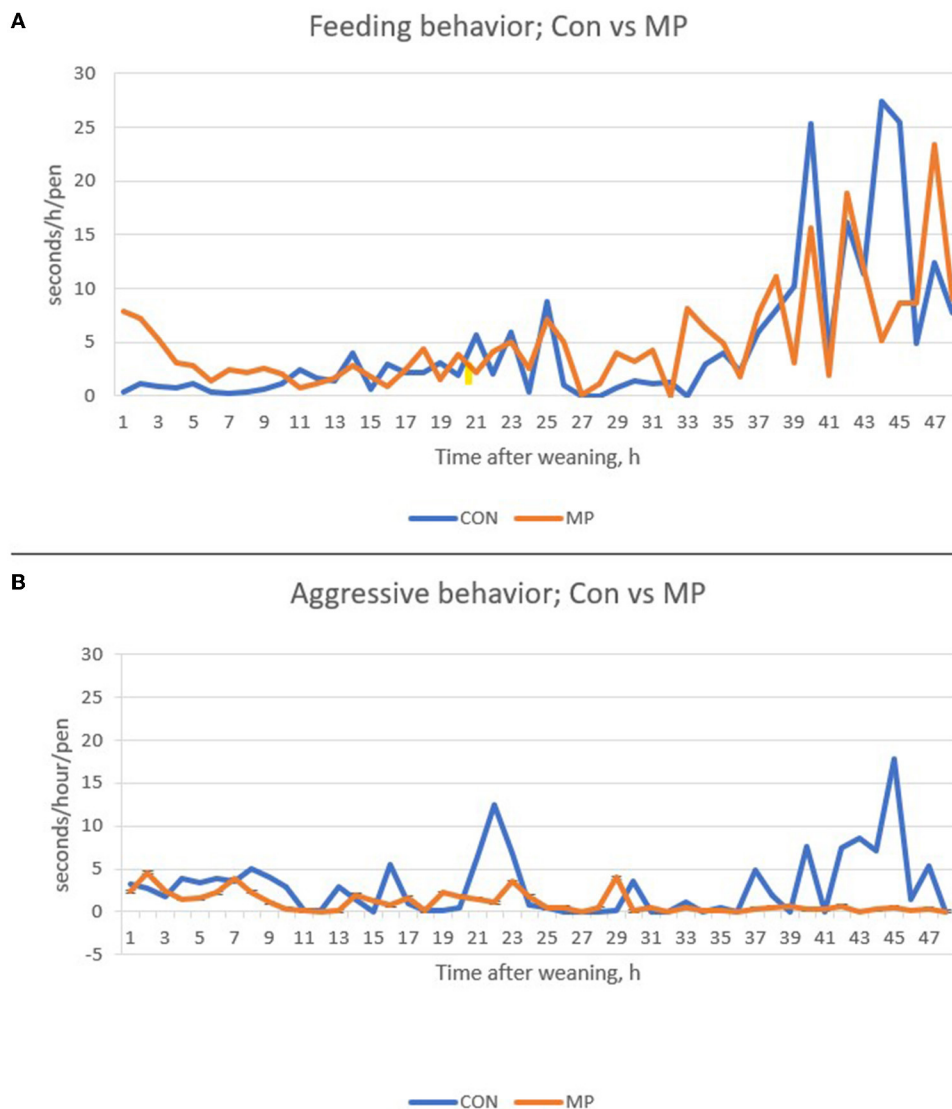 A
Feeding behavior; Con vs MP
30
25
20
15
10
5
0
seconds/h/pen
1 3 5 7 9 11 13 15 17 19 21 23 25 27 29 31 33 35 37 39 41 43 45 47
Time after weaning, h
CON MP
B
Aggressive behavior; Con vs MP
30
25
20
15
10
5
0
-5
seconds/hour/pen
1 3 5 7 9 11 13 15 17 19 21 23 25 27 29 31 33 35 37 39 41 43 45 47
Time after weaning, h
CON MP